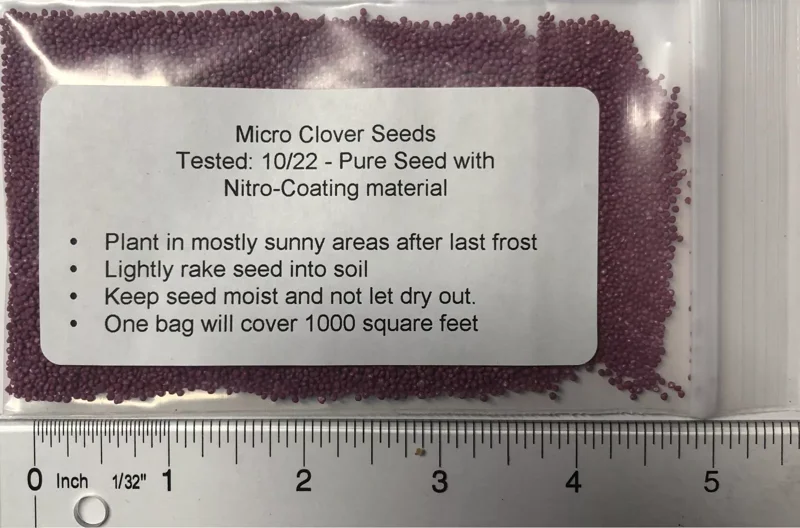 Micro Clover Seeds
Tested: 10/22 - Pure Seed with
Nitro-Coating material
• Plant in mostly sunny areas after last frost
• Lightly rake seed into soil
• Keep seed moist and not let dry out.
• One bag will cover 1000 square feet
0 Inch 1/32" 1 2 3 4 5